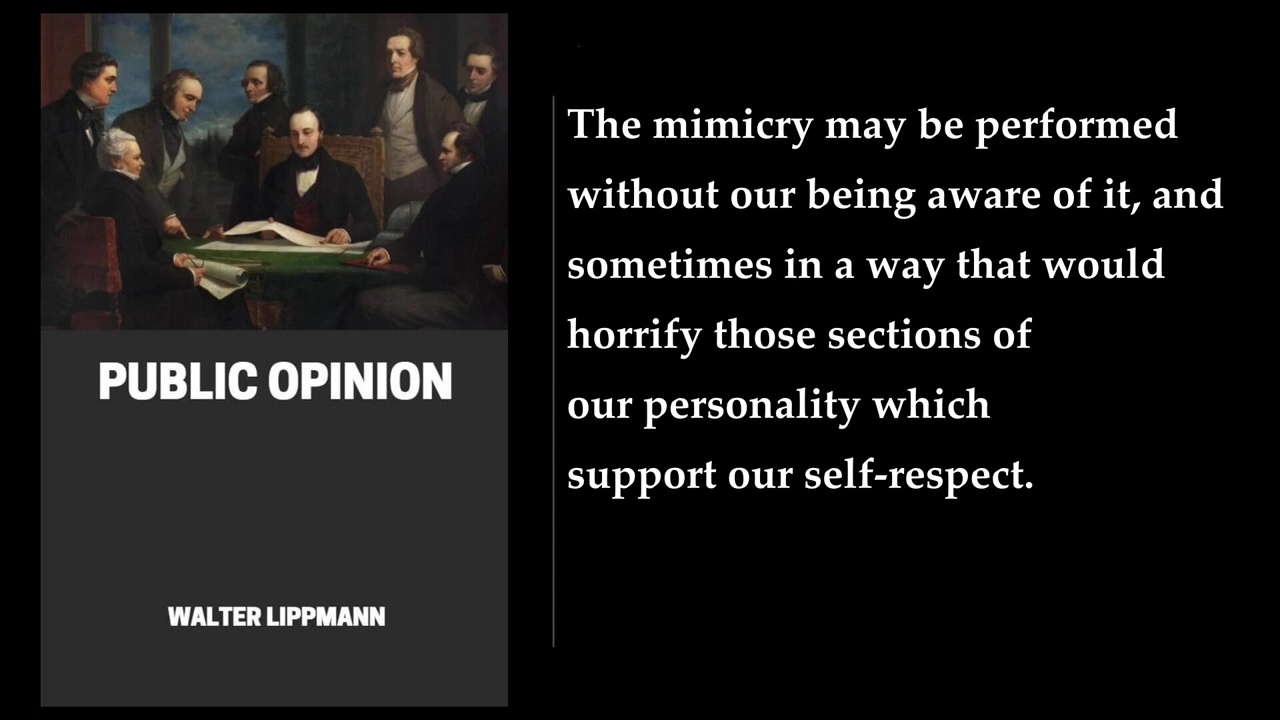 PUBLIC OPINION
WALTER LIPPMANN
The mimicry may be performed
without our being aware of it, and
sometimes in a way that would
horrify those sections of
our personality which
support our self-respect.